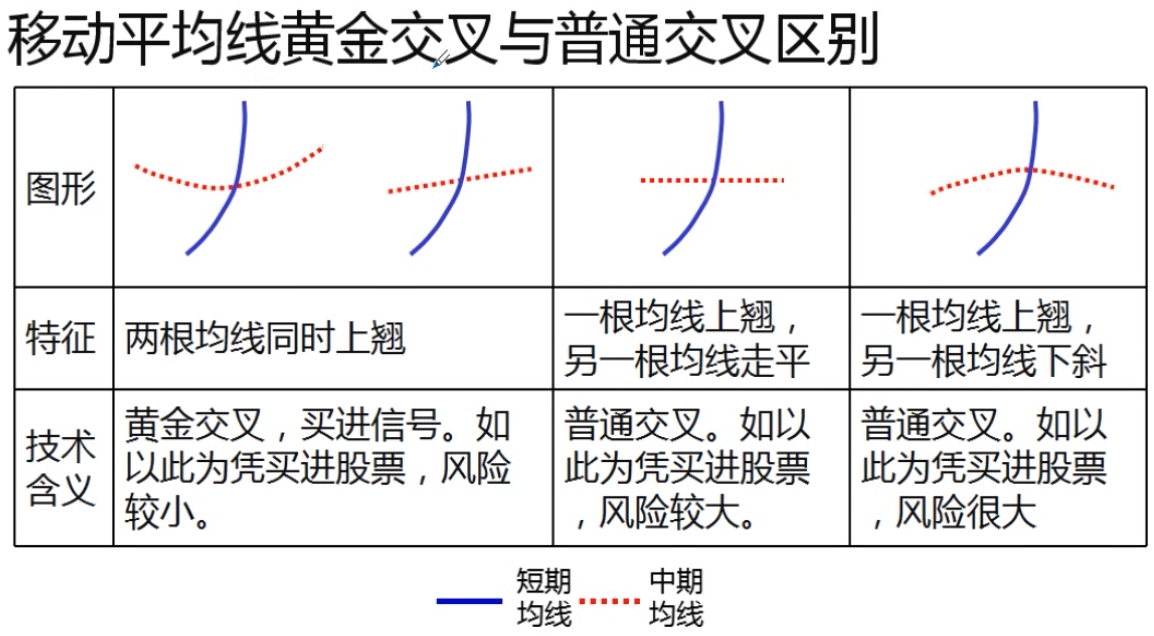 移动平均线黄金交叉与普通交叉区别
图形
特征
两根均线同时上翘
一根均线上翘，
另一根均线走平
一根均线上翘，
另一根均线下斜
技术
含义
黄金交叉，买进信号。如
以此为凭买进股票，风险
较小。
普通交叉。如以
此为凭买进股票
，风险较大。
普通交叉。如以
此为凭买进股票
，风险很大
短期
均线
中期
均线